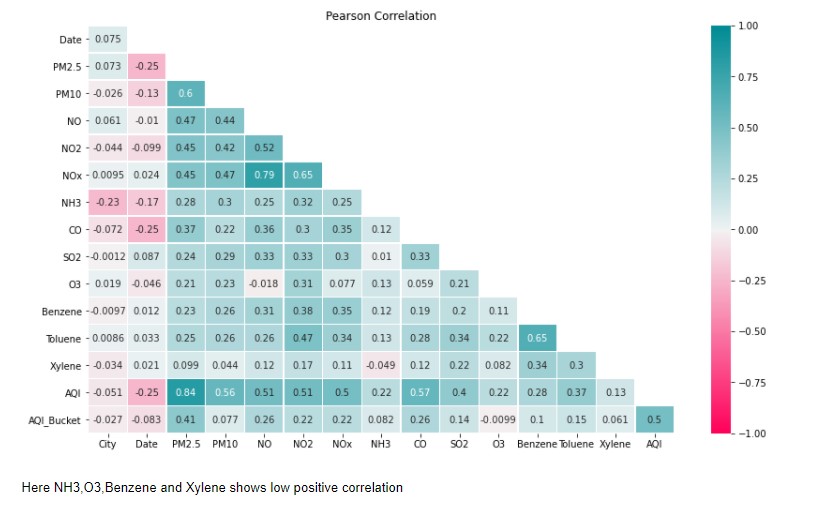 Pearson Correlation
Date 0.075
PM2.5 0.073 -0.25
PM10 -0.026 -0.13 0.6
NO 0.061 -0.01 0.47 0.44
NO2 -0.044 -0.099 0.45 0.42 0.52
NOx 0.0095 0.024 0.45 0.47 0.79 0.65
NH3 -0.23 -0.17 0.28 0.3 0.25 0.32 0.25
CO -0.072 -0.25 0.37 0.22 0.36 0.3 0.35 0.12
SO2 -0.0012 0.087 0.24 0.29 0.33 0.33 0.3 0.01 0.33
O3 0.019 -0.046 0.21 0.23 -0.018 0.31 0.077 0.13 0.059 0.21
Benzene -0.0097 0.012 0.23 0.26 0.31 0.38 0.35 0.12 0.19 0.2 0.11
Toluene 0.0086 0.033 0.25 0.26 0.26 0.47 0.34 0.13 0.28 0.34 0.22 0.65
Xylene -0.034 0.021 0.099 0.044 0.12 0.17 0.11 -0.049 0.12 0.22 0.082 0.34 0.3
AQI -0.051 -0.25 0.84 0.56 0.51 0.51 0.5 0.22 0.57 0.4 0.22 0.28 0.37 0.13
AQI_Bucket -0.027 -0.083 0.41 0.077 0.26 0.22 0.22 0.082 0.26 0.14 -0.0099 0.1 0.15 0.061 0.5
City Date PM2.5 PM10 NO NO2 NOx NH3 CO SO2 O3 Benzene Toluene Xylene AQI
1.00
0.75
0.50
0.25
0.00
−0.25
−0.50
−0.75
−1.00
Here NH3,O3,Benzene and Xylene shows low positive correlation